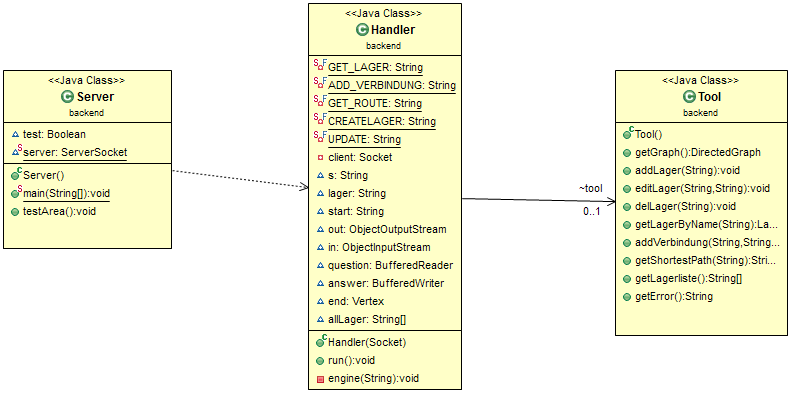 <<Java Class>>
Server
backend
test: Boolean
server: ServerSocket
Server()
main(String[]):void
testArea():void
<<Java Class>>
Handler
backend
GET_LAGER: String
ADD_VERBINDUNG: String
GET_ROUTE: String
CREATELAGER: String
UPDATE: String
client: Socket
s: String
lager: String
start: String
out: ObjectOutputStream
in: ObjectInputStream
question: BufferedReader
answer: BufferedWriter
end: Vertex
allLager: String[]
Handler(Socket)
run():void
engine(String):void
~tool
0..1
<<Java Class>>
Tool
backend
Tool()
getGraph():DirectedGraph
addLager(String):void
editLager(String,String):void
delLager(String):void
getLagerByName(String):La...
addVerbindung(String,String...
getShortestPath(String):Stri...
getLagerliste():String[]
getError():String